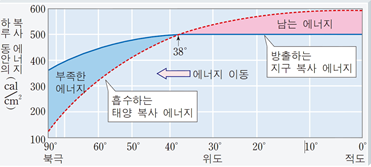 하루 동안의 복사 에너지 (cal/cm²)
600
500
400
300
200
100
남는 에너지
38°
방출하는
지구 복사 에너지
에너지 이동
부족한
에너지
흡수하는
태양 복사 에너지
90° 60° 50° 40° 30° 20° 10° 0°
북극 위도 적도